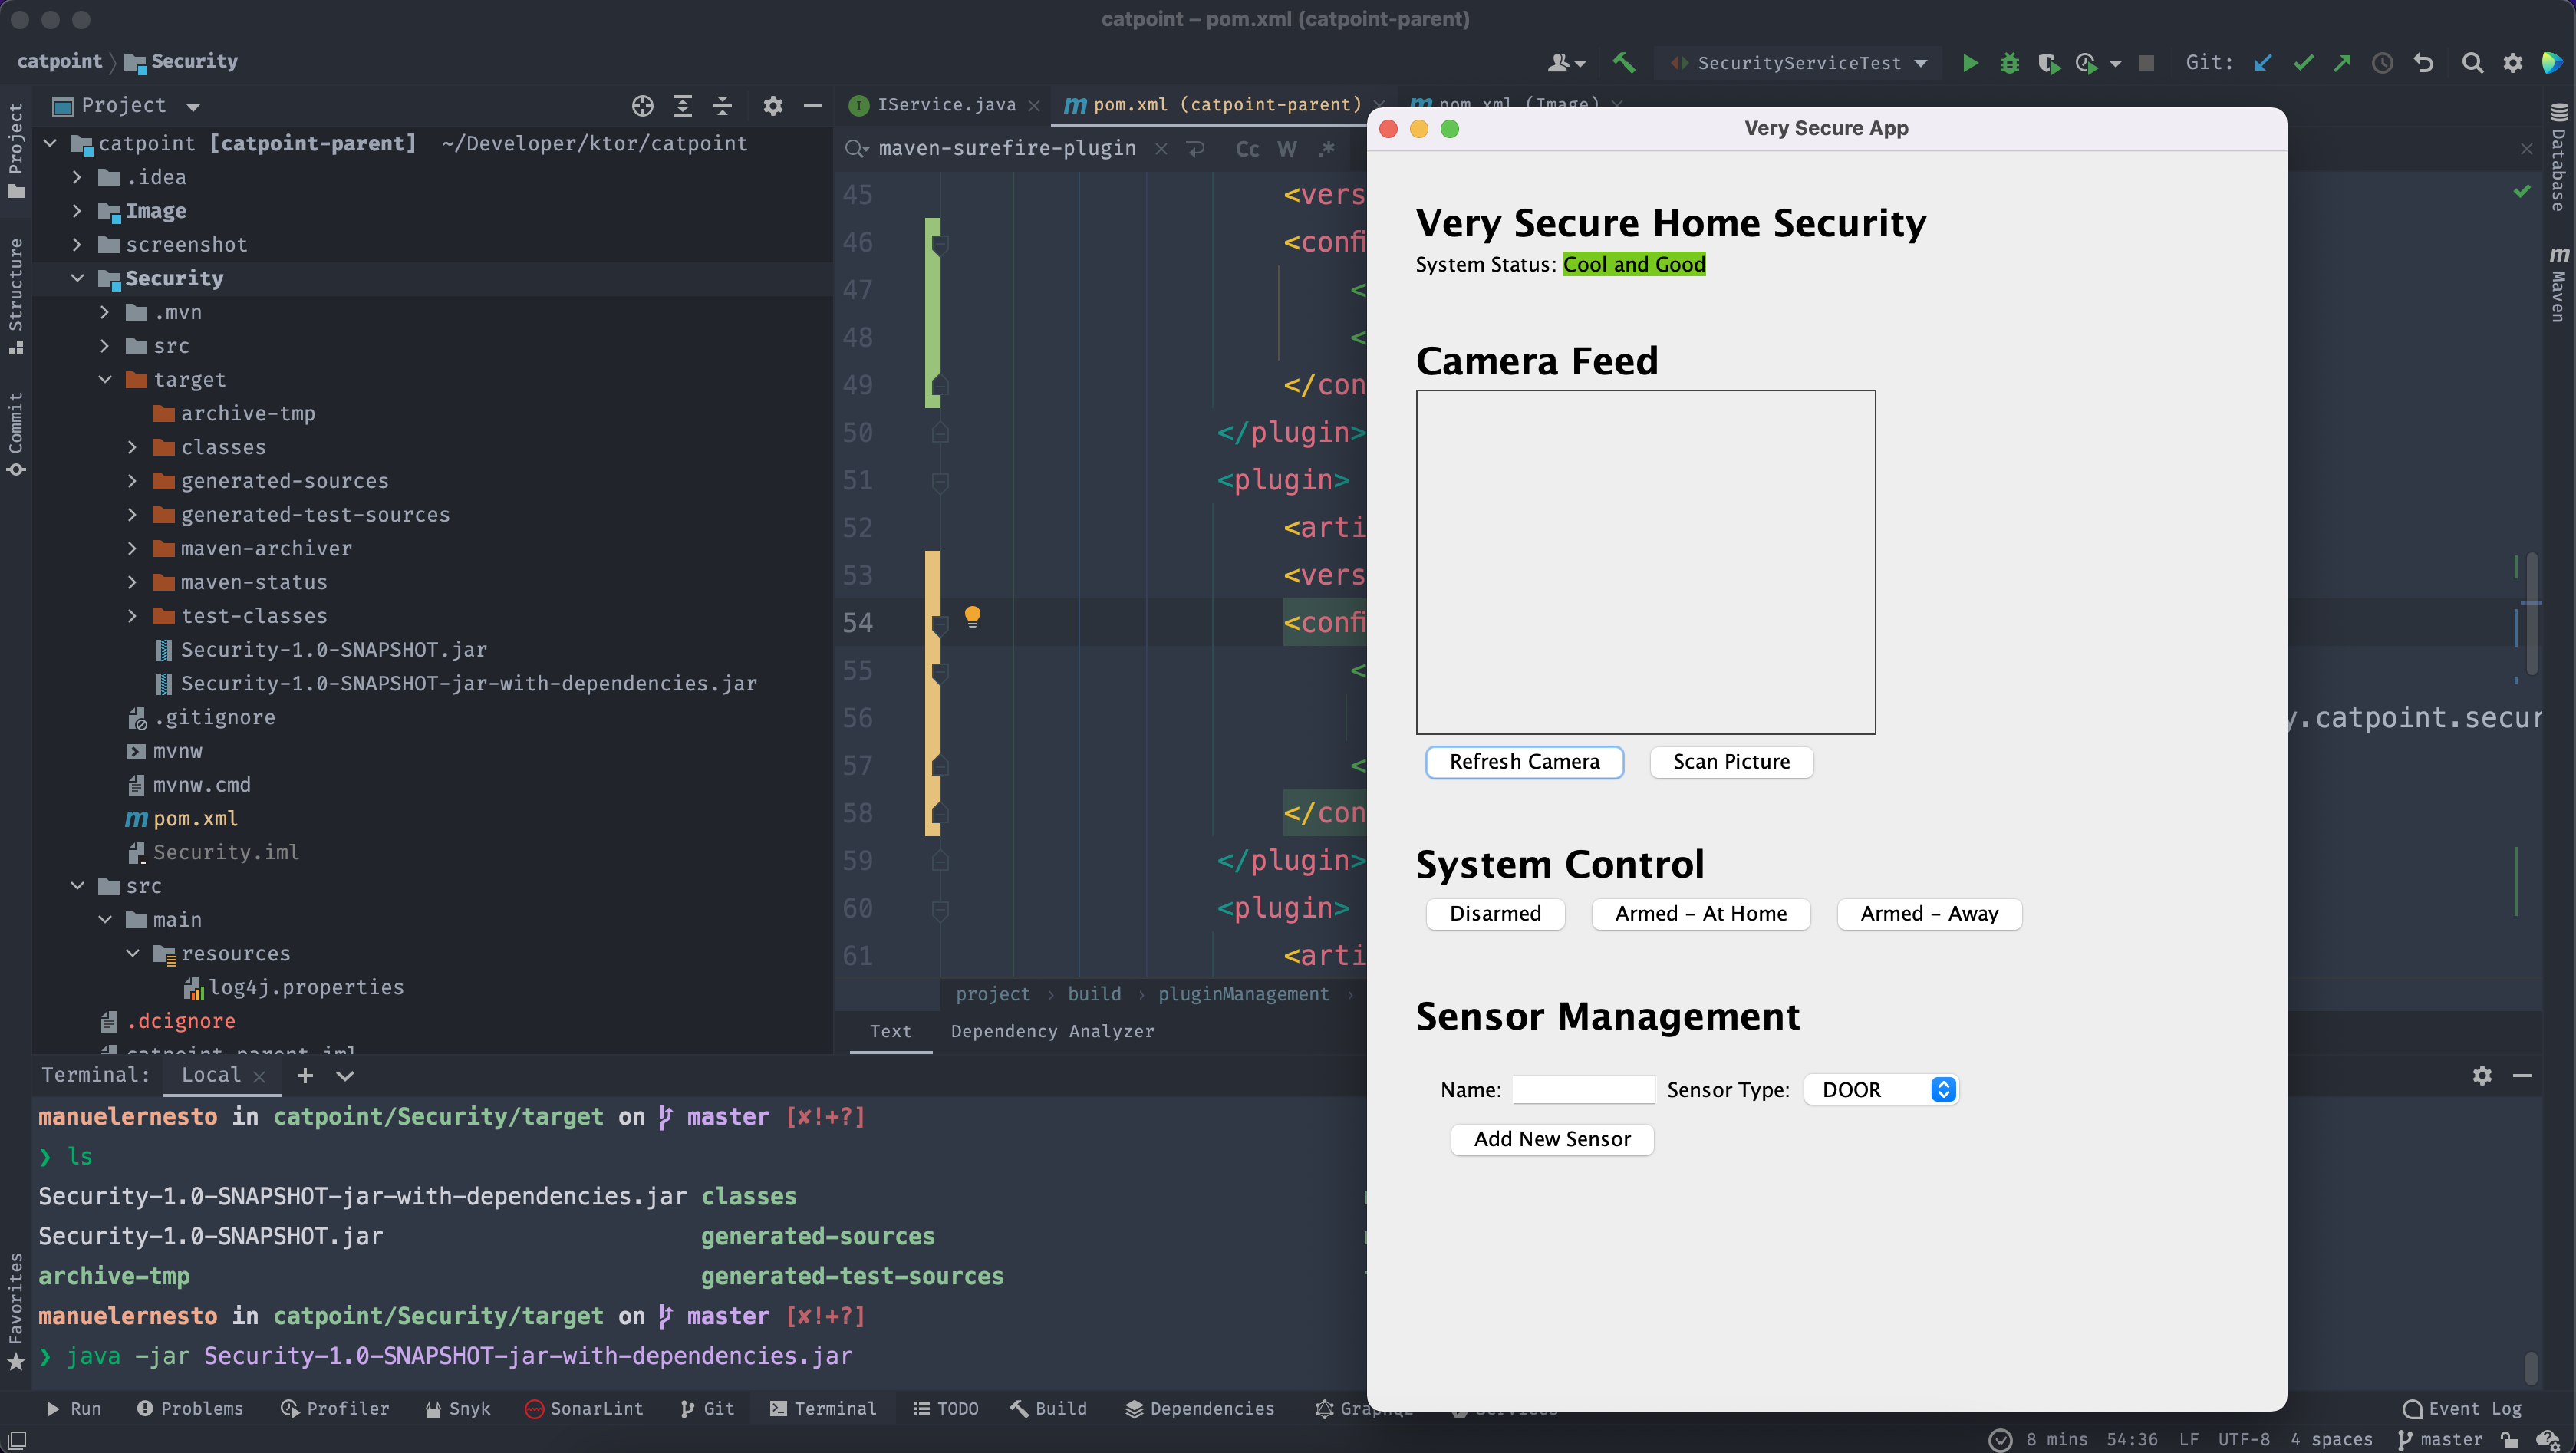 catpoint – pom.xml (catpoint-parent)
catpoint Security
SecurityServiceTest
Git:
Project
Structure
Commit
Favorites
Project
catpoint [catpoint-parent] ~/Developer/ktor/catpoint
.idea
Image
screenshot
Security
.mvn
src
target
archive-tmp
classes
generated-sources
generated-test-sources
maven-archiver
maven-status
test-classes
Security-1.0-SNAPSHOT.jar
Security-1.0-SNAPSHOT-jar-with-dependencies.jar
.gitignore
mvnw
mvnw.cmd
pom.xml
Security.iml
src
main
resources
log4j.properties
.dcignore
IService.java
pom.xml (catpoint-parent)
pom.xml (Image)
maven-surefire-plugin
Cc W .*
45 <vers
46 <confi
47 <
48 <
49 </con
50 </plugin>
51 <plugin>
52 <arti
53 <vers
54 <confi
55 <
56
57 <
58 </con
59 </plugin>
60 <plugin>
61 <arti
.catpoint.secur
project › build › pluginManagement ›
Text Dependency Analyzer
Database
Maven
Very Secure App
Very Secure Home Security
System Status: Cool and Good
Camera Feed
Refresh Camera Scan Picture
System Control
Disarmed Armed - At Home Armed - Away
Sensor Management
Name: Sensor Type: DOOR
Add New Sensor
Terminal: Local
manuelernesto in catpoint/Security/target on master [✘!+?]
❯ ls
Security-1.0-SNAPSHOT-jar-with-dependencies.jar classes
Security-1.0-SNAPSHOT.jar generated-sources
archive-tmp generated-test-sources
manuelernesto in catpoint/Security/target on master [✘!+?]
❯ java -jar Security-1.0-SNAPSHOT-jar-with-dependencies.jar
Run Problems Profiler Snyk SonarLint Git Terminal TODO Build Dependencies
Event Log
8 mins 54:36 LF UTF-8 4 spaces master